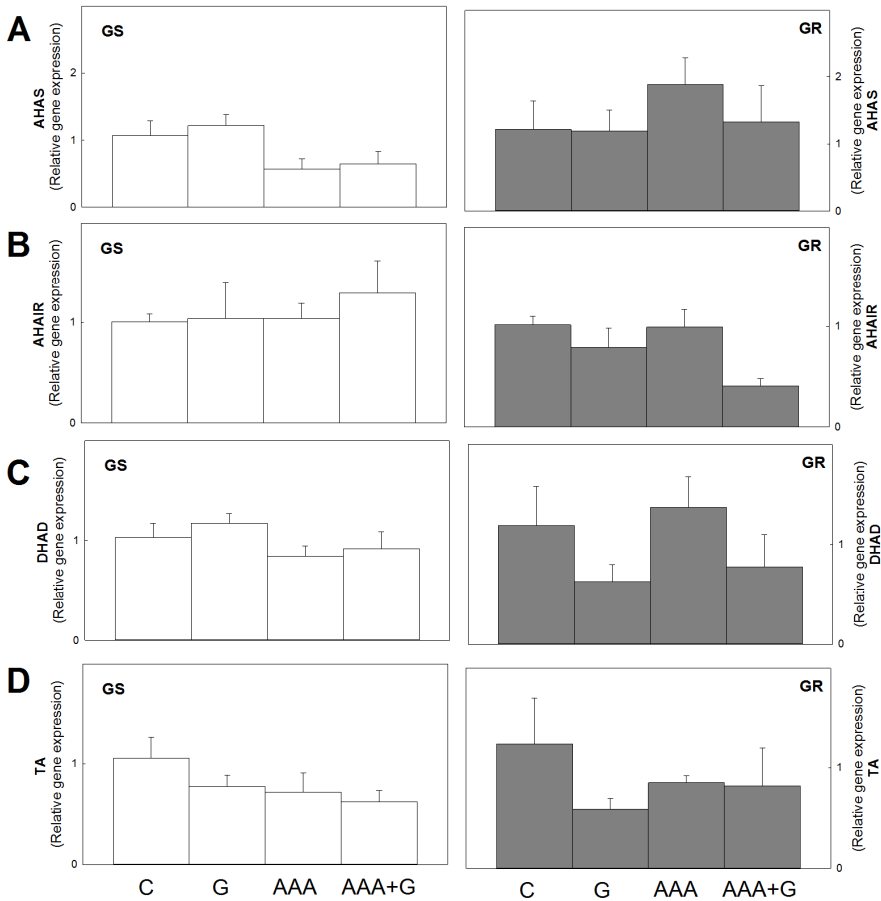 A
GS
GR
AHAS
(Relative gene expression)
2
1
0
2
1
0
AHAS
(Relative gene expression)
B
GS
GR
AHAIR
(Relative gene expression)
1
0
1
0
AHAIR
(Relative gene expression)
C
GS
GR
DHAD
(Relative gene expression)
1
0
1
0
DHAD
(Relative gene expression)
D
GS
GR
TA
(Relative gene expression)
1
0
1
0
TA
(Relative gene expression)
C G AAA AAA+G
C G AAA AAA+G